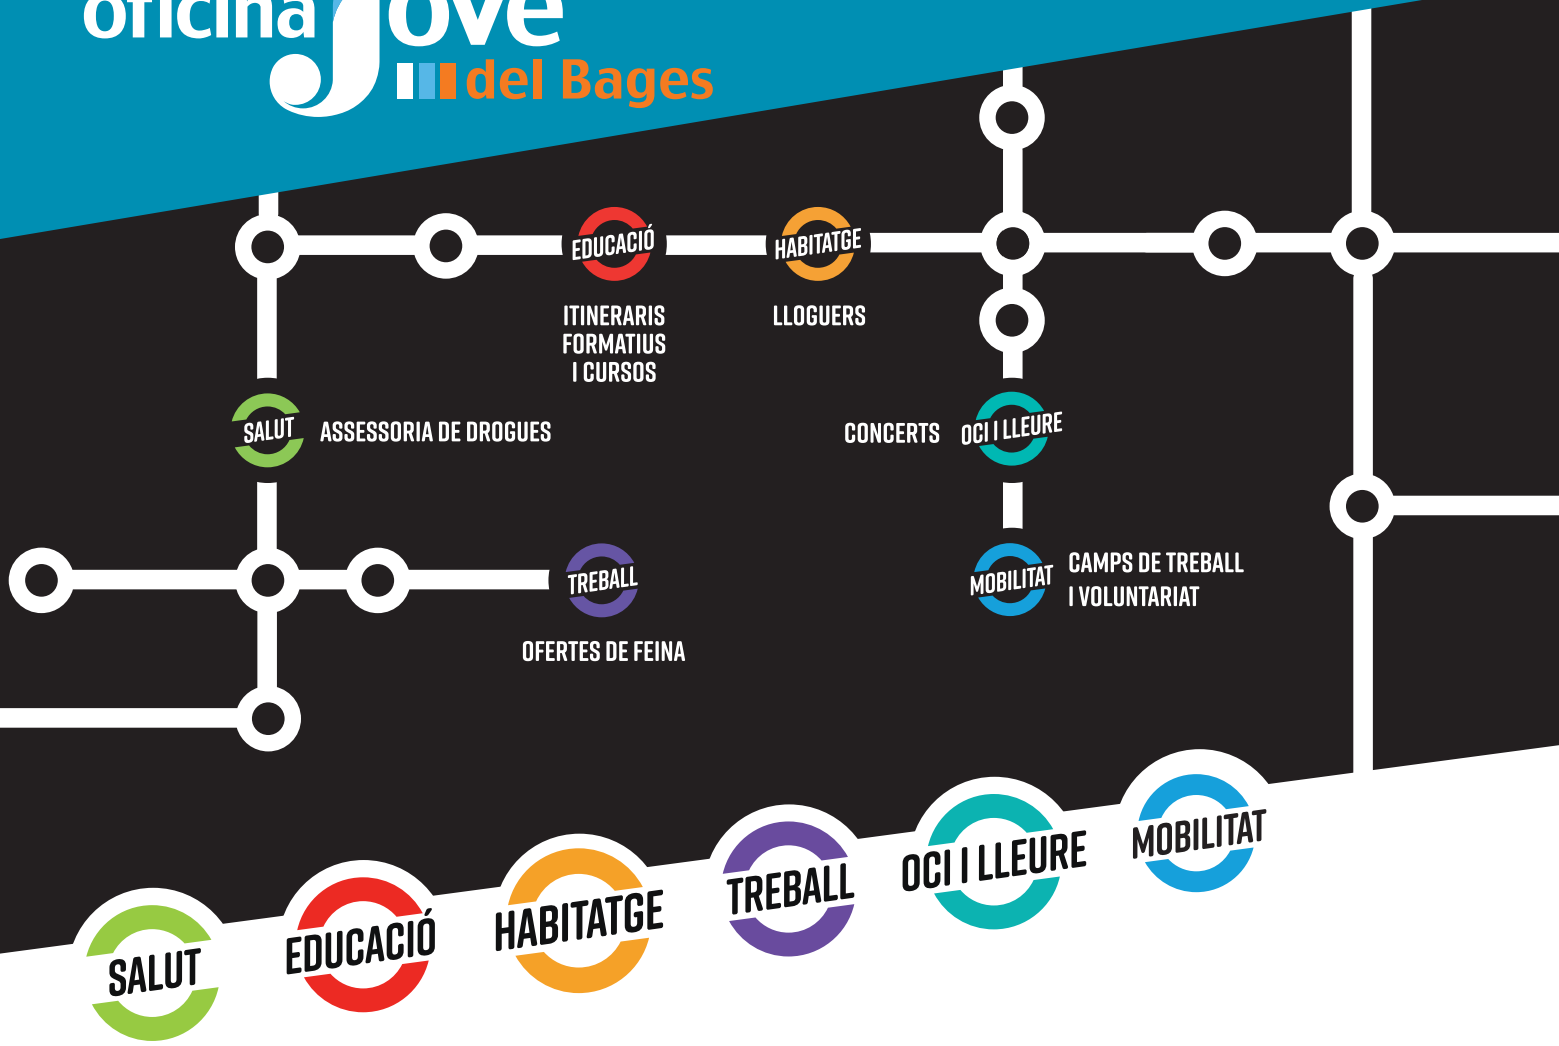 oficina Jove
del Bages
EDUCACIÓ
ITINERARIS
FORMATIUS
I CURSOS
HABITATGE
LLOGUERS
SALUT
ASSESSORIA DE DROGUES
CONCERTS
OCI I LLEURE
TREBALL
OFERTES DE FEINA
MOBILITAT
CAMPS DE TREBALL
I VOLUNTARIAT
SALUT
EDUCACIÓ
HABITATGE
TREBALL
OCI I LLEURE
MOBILITAT